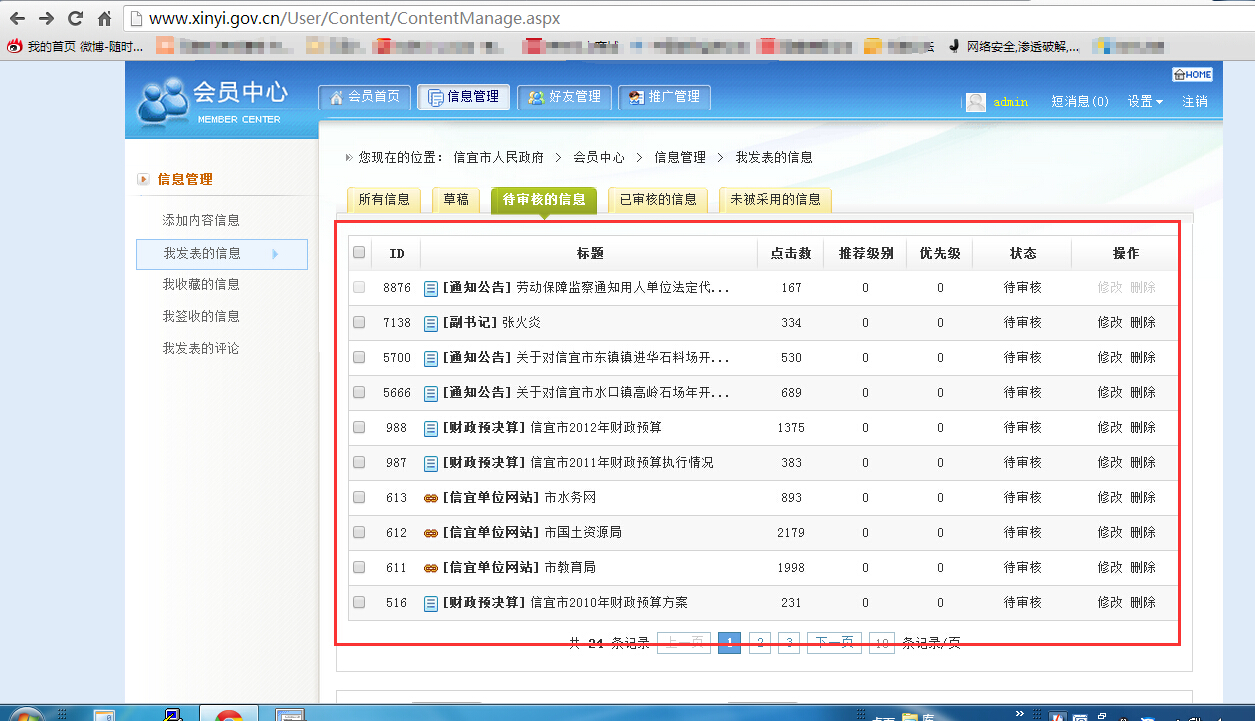 www.xinyi.gov.cn/User/Content/ContentManage.aspx
我的首页 微博-随时... 网络安全,渗透破解,...
HOME
会员中心
MEMBER CENTER
会员首页 信息管理 好友管理 推广管理
admin 短消息(0) 设置 注销
您现在的位置： 信宜市人民政府 > 会员中心 > 信息管理 > 我发表的信息
信息管理
添加内容信息
我发表的信息
我收藏的信息
我签收的信息
我发表的评论
所有信息 草稿 待审核的信息 已审核的信息 未被采用的信息
ID 标题 点击数 推荐级别 优先级 状态 操作
8876 [通知公告] 劳动保障监察通知用人单位法定代... 167 0 0 待审核 修改 删除
7138 [副书记] 张火炎 334 0 0 待审核 修改 删除
5700 [通知公告] 关于对信宜市东镇镇进华石料场开... 530 0 0 待审核 修改 删除
5666 [通知公告] 关于对信宜市水口镇高岭石场年开... 689 0 0 待审核 修改 删除
988 [财政预决算] 信宜市2012年财政预算 1375 0 0 待审核 修改 删除
987 [财政预决算] 信宜市2011年财政预算执行情况 383 0 0 待审核 修改 删除
613 [信宜单位网站] 市水务网 893 0 0 待审核 修改 删除
612 [信宜单位网站] 市国土资源局 2179 0 0 待审核 修改 删除
611 [信宜单位网站] 市教育局 1998 0 0 待审核 修改 删除
516 [财政预决算] 信宜市2010年财政预算方案 231 0 0 待审核 修改 删除
共 24 条记录 上一页 1 2 3 下一页 10 条记录/页